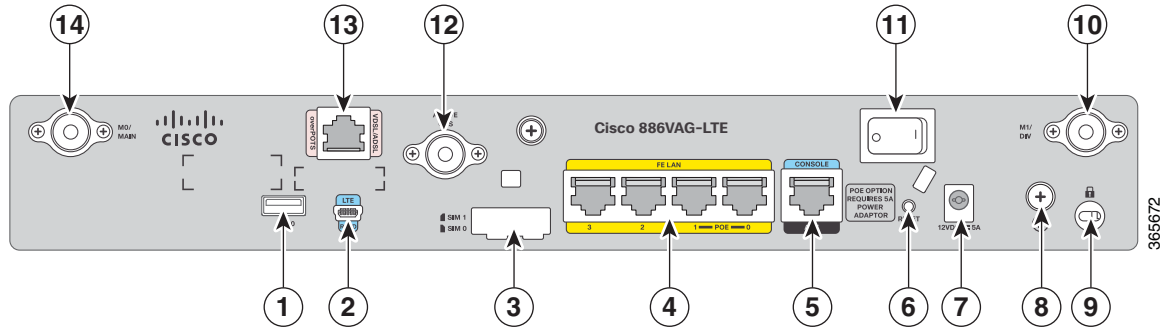 14
13
12
11
10
M0/
MAIN
CISCO
overPOTS
VDSL/ADSL
Cisco 886VAG-LTE
M1/
DIV
FE LAN
CONSOLE
LTE
SIM 1
SIM 0
3 2 1 POE 0
POE OPTION
REQUIRES 5A
POWER
ADAPTOR
5A
365672
1
2
3
4
5
6
7
8
9